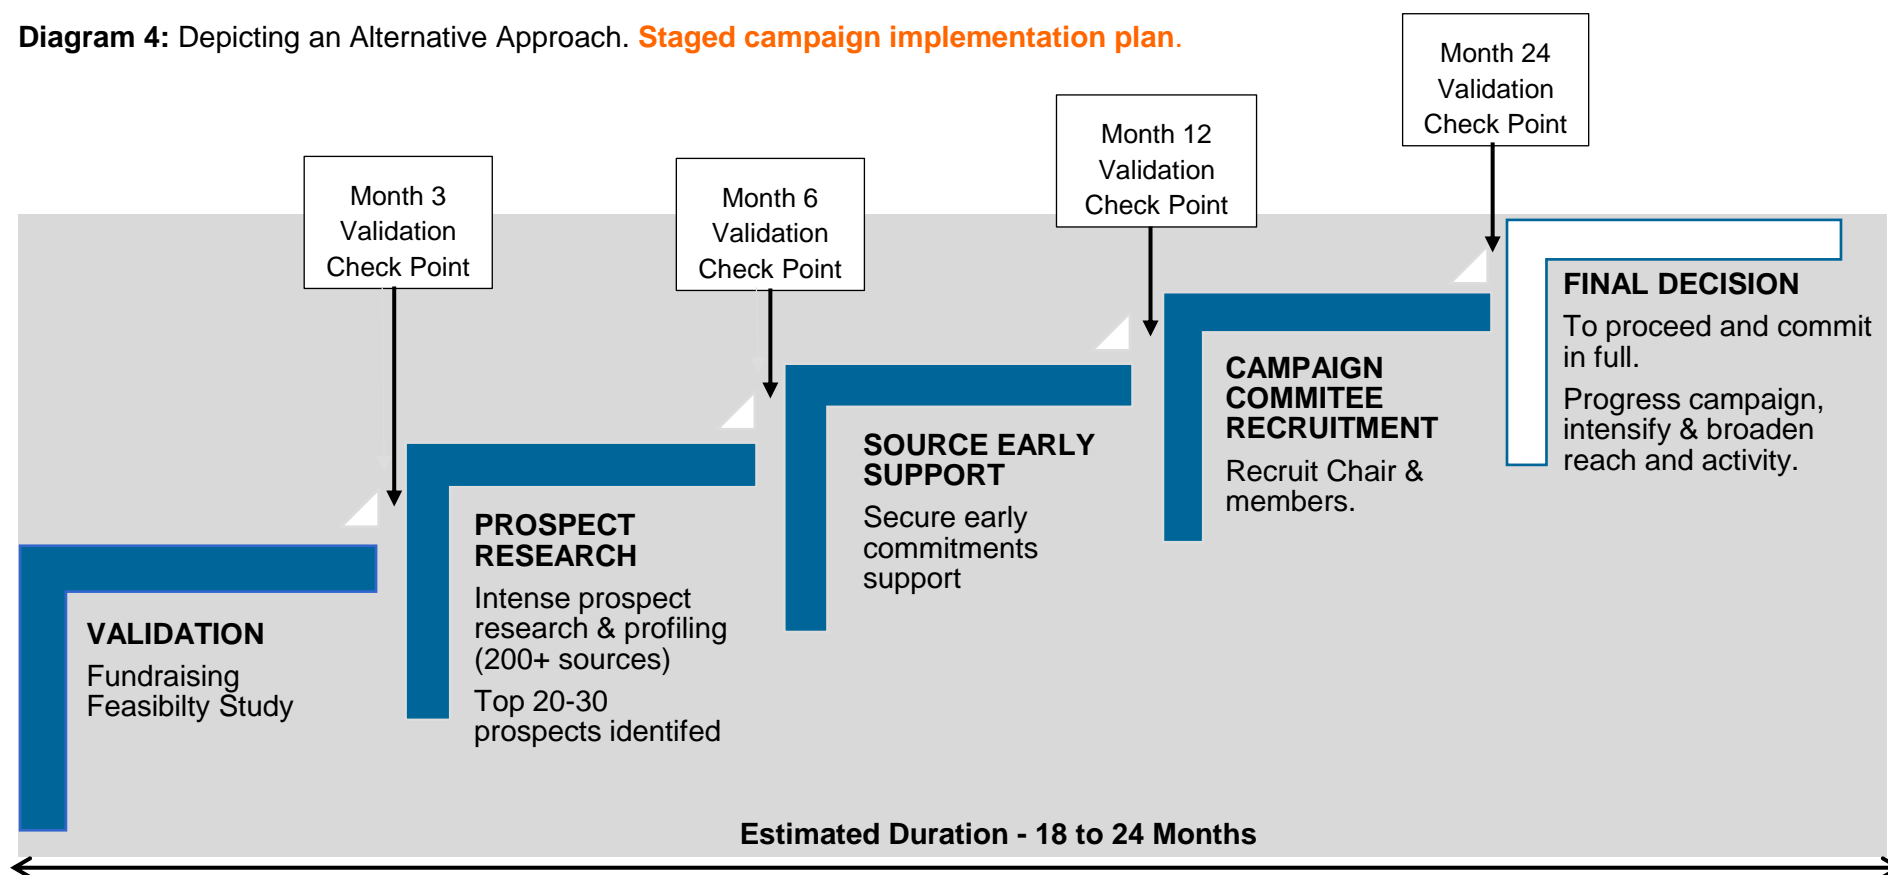 Diagram 4: Depicting an Alternative Approach. Staged campaign implementation plan.
Month 3
Validation
Check Point
Month 6
Validation
Check Point
Month 12
Validation
Check Point
Month 24
Validation
Check Point
VALIDATION
Fundraising
Feasibilty Study
PROSPECT
RESEARCH
Intense prospect
research & profiling
(200+ sources)
Top 20-30
prospects identifed
SOURCE EARLY
SUPPORT
Secure early
commitments
support
CAMPAIGN
COMMITEE
RECRUITMENT
Recruit Chair &
members.
FINAL DECISION
To proceed and commit
in full.
Progress campaign,
intensify & broaden
reach and activity.
Estimated Duration - 18 to 24 Months